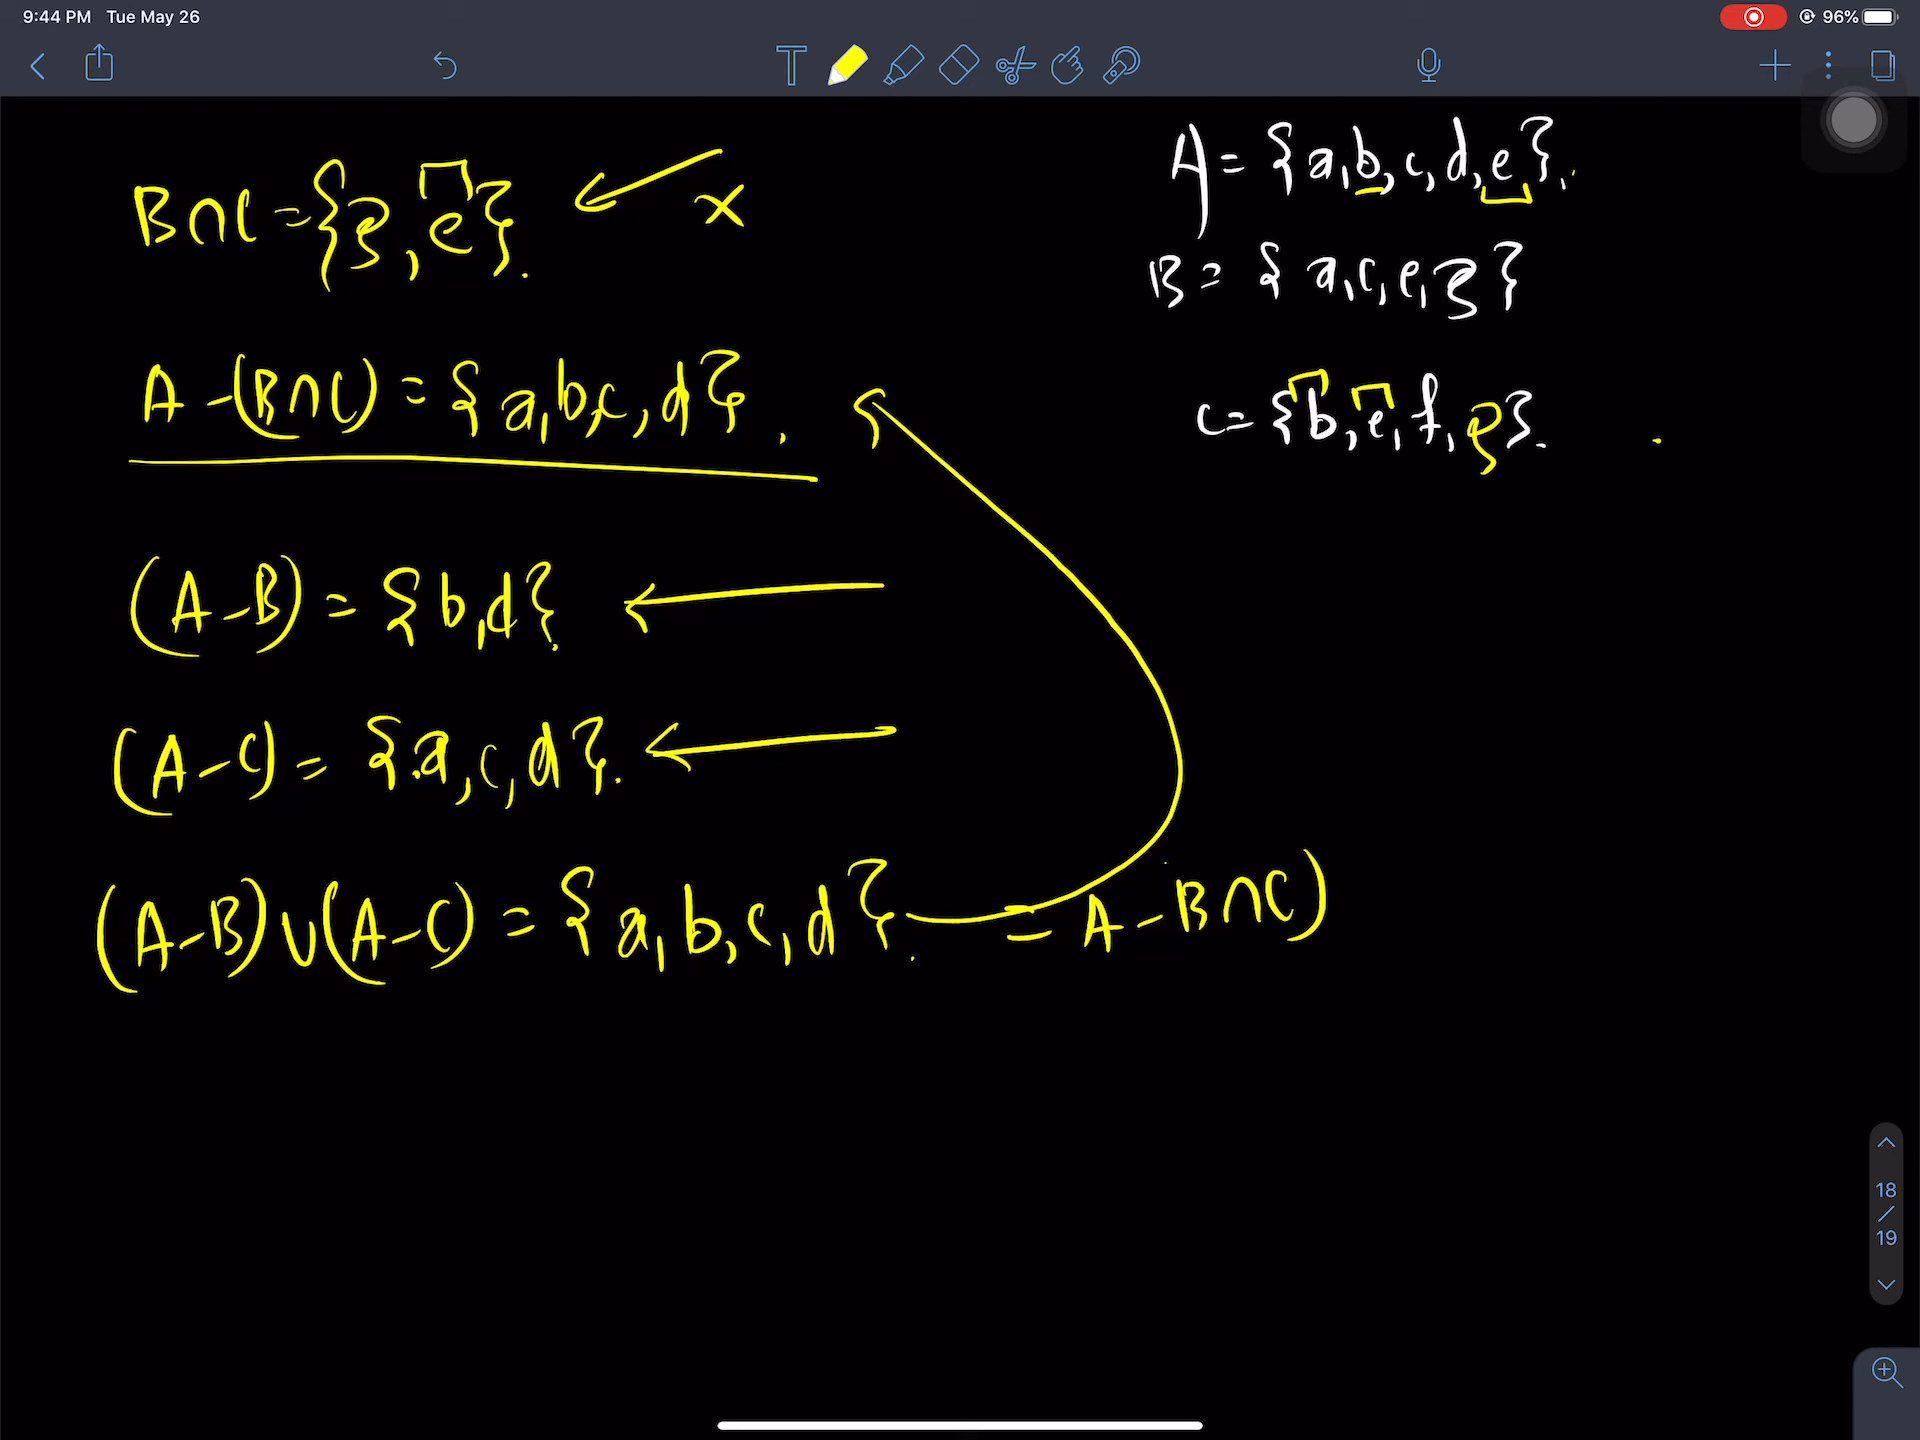 9:44 PM Tue May 26
96%
A = {a, b, c, d, e}.
B∩C = {g, e}. x
B = {a, c, e, g}
A - (B∩C) = {a, b, c, d}.
C = {b, e, f, g}.
(A - B) = {b, d}.
(A - C) = {a, c, d}.
(A-B)∪(A-C) = {a, b, c, d}. = A - B∩C)
18
/
19